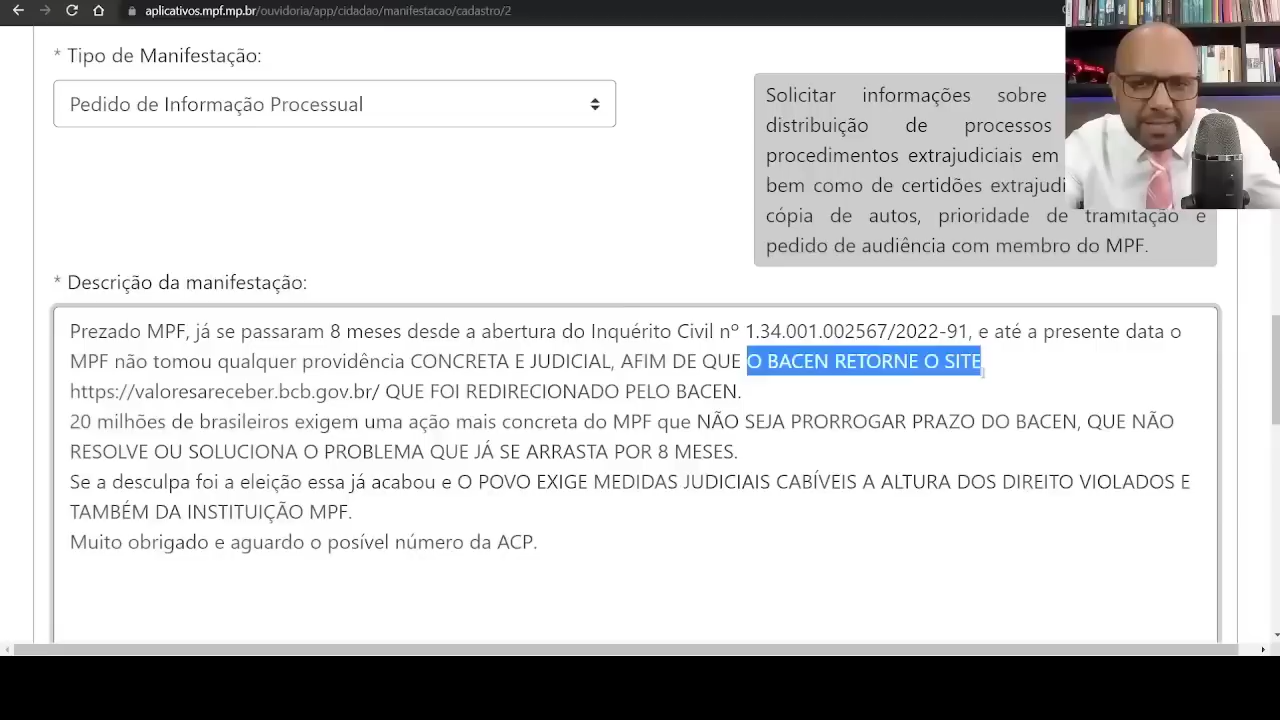 aplicativos.mpf.mp.br/ouvidoria/app/cidadao/manifestacao/cadastro/2
* Tipo de Manifestação:
Pedido de Informação Processual
Solicitar informações sobre
distribuição de processos
procedimentos extrajudiciais em
bem como de certidões extrajudi
cópia de autos, prioridade de tramitação e
pedido de audiência com membro do MPF.
* Descrição da manifestação:
Prezado MPF, já se passaram 8 meses desde a abertura do Inquérito Civil nº 1.34.001.002567/2022-91, e até a presente data o
MPF não tomou qualquer providência CONCRETA E JUDICIAL, AFIM DE QUE O BACEN RETORNE O SITE
https://valoresareceber.bcb.gov.br/ QUE FOI REDIRECIONADO PELO BACEN.
20 milhões de brasileiros exigem uma ação mais concreta do MPF que NÃO SEJA PRORROGAR PRAZO DO BACEN, QUE NÃO
RESOLVE OU SOLUCIONA O PROBLEMA QUE JÁ SE ARRASTA POR 8 MESES.
Se a desculpa foi a eleição essa já acabou e O POVO EXIGE MEDIDAS JUDICIAIS CABÍVEIS A ALTURA DOS DIREITO VIOLADOS E
TAMBÉM DA INSTITUIÇÃO MPF.
Muito obrigado e aguardo o posível número da ACP.